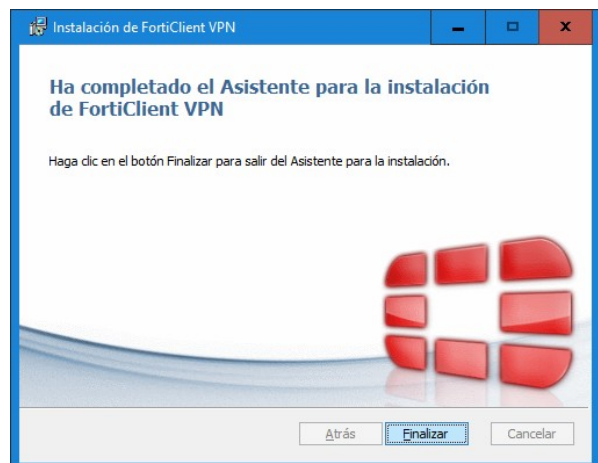 Instalación de FortiClient VPN
Ha completado el Asistente para la instalación
de FortiClient VPN
Haga clic en el botón Finalizar para salir del Asistente para la instalación.
Atrás
Finalizar
Cancelar